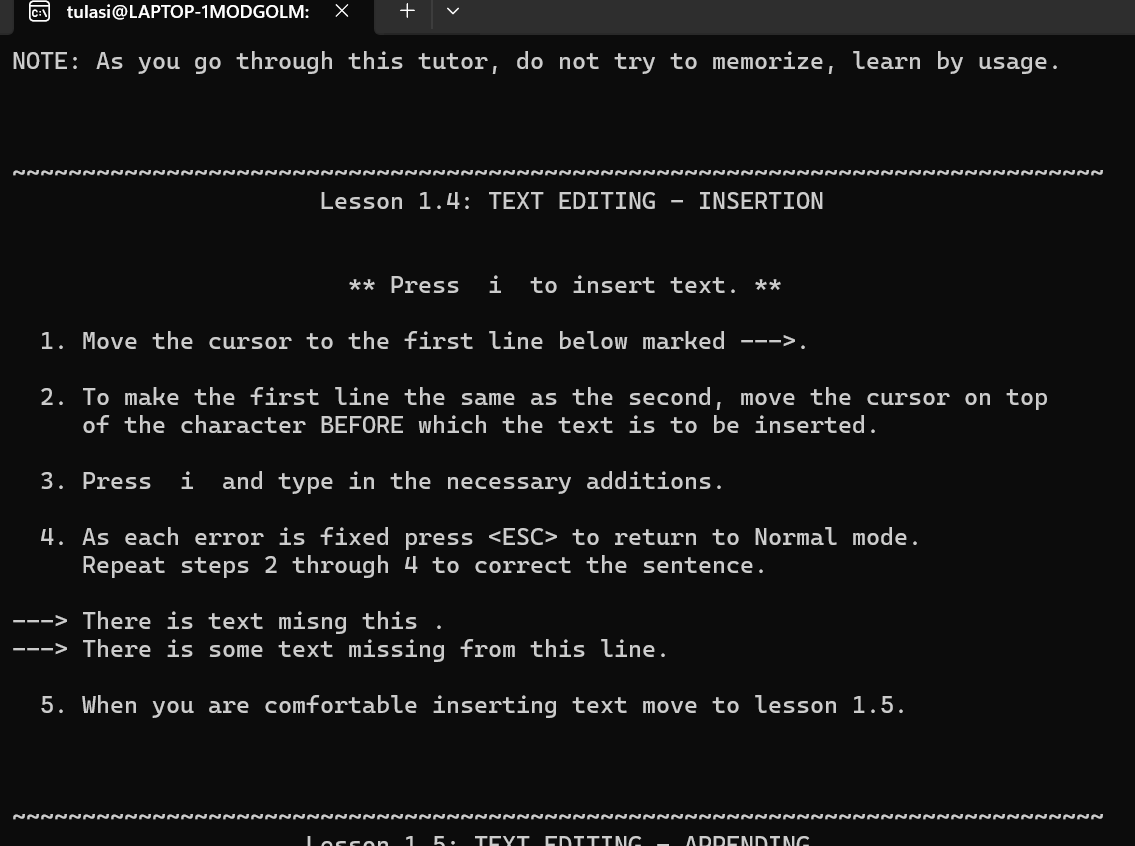 tulasi@LAPTOP-1MODGOLM:
NOTE: As you go through this tutor, do not try to memorize, learn by usage.
~~~~~~~~~~~~~~~~~~~~~~~~~~~~~~~~~~~~~~~~~~~~~~~~~~~~~~~~~~~~~~~~~~~~~~~~~~~~~~
Lesson 1.4: TEXT EDITING - INSERTION
** Press  i  to insert text. **
1. Move the cursor to the first line below marked --->.
2. To make the first line the same as the second, move the cursor on top
of the character BEFORE which the text is to be inserted.
3. Press  i  and type in the necessary additions.
4. As each error is fixed press <ESC> to return to Normal mode.
Repeat steps 2 through 4 to correct the sentence.
---> There is text misng this .
---> There is some text missing from this line.
5. When you are comfortable inserting text move to lesson 1.5.
~~~~~~~~~~~~~~~~~~~~~~~~~~~~~~~~~~~~~~~~~~~~~~~~~~~~~~~~~~~~~~~~~~~~~~~~~~~~~~
Lesson 1.5: TEXT EDITING - APPENDING